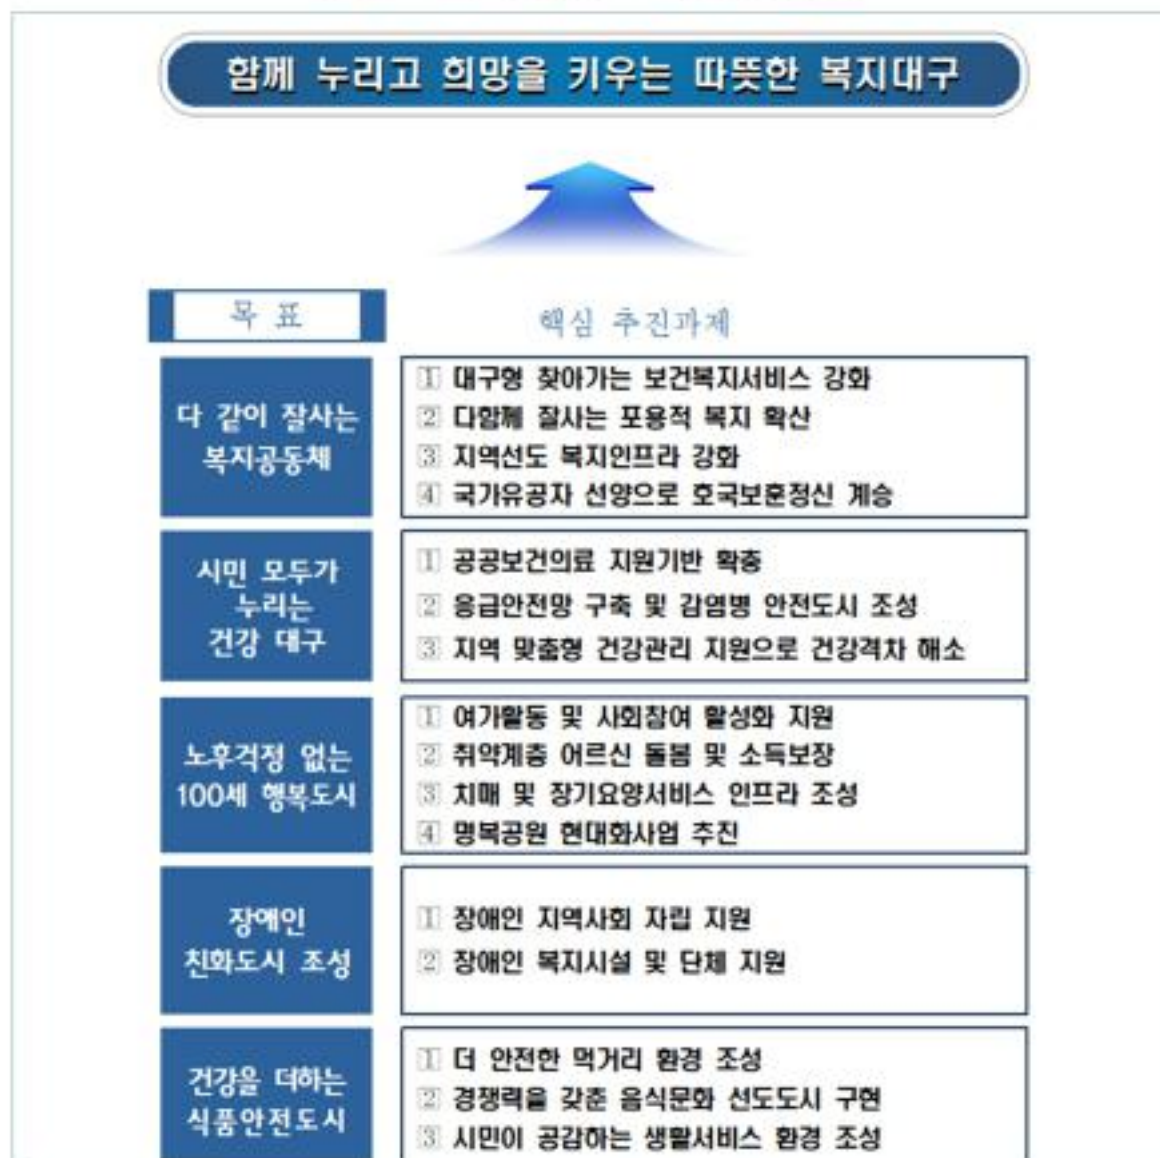 함께 누리고 희망을 키우는 따뜻한 복지대구
목 표
핵심 추진과제
다 같이 잘사는
복지공동체
1 대구형 찾아가는 보건복지서비스 강화
2 다함께 잘사는 포용적 복지 확산
3 지역선도 복지인프라 강화
4 국가유공자 선양으로 호국보훈정신 계승
시민 모두가
누리는
건강 대구
1 공공보건의료 지원기반 확충
2 응급안전망 구축 및 감염병 안전도시 조성
3 지역 맞춤형 건강관리 지원으로 건강격차 해소
노후걱정 없는
100세 행복도시
1 여가활동 및 사회참여 활성화 지원
2 취약계층 어르신 돌봄 및 소득보장
3 치매 및 장기요양서비스 인프라 조성
4 명복공원 현대화사업 추진
장애인
친화도시 조성
1 장애인 지역사회 자립 지원
2 장애인 복지시설 및 단체 지원
건강을 더하는
식품안전도시
1 더 안전한 먹거리 환경 조성
2 경쟁력을 갖춘 음식문화 선도도시 구현
3 시민이 공감하는 생활서비스 환경 조성